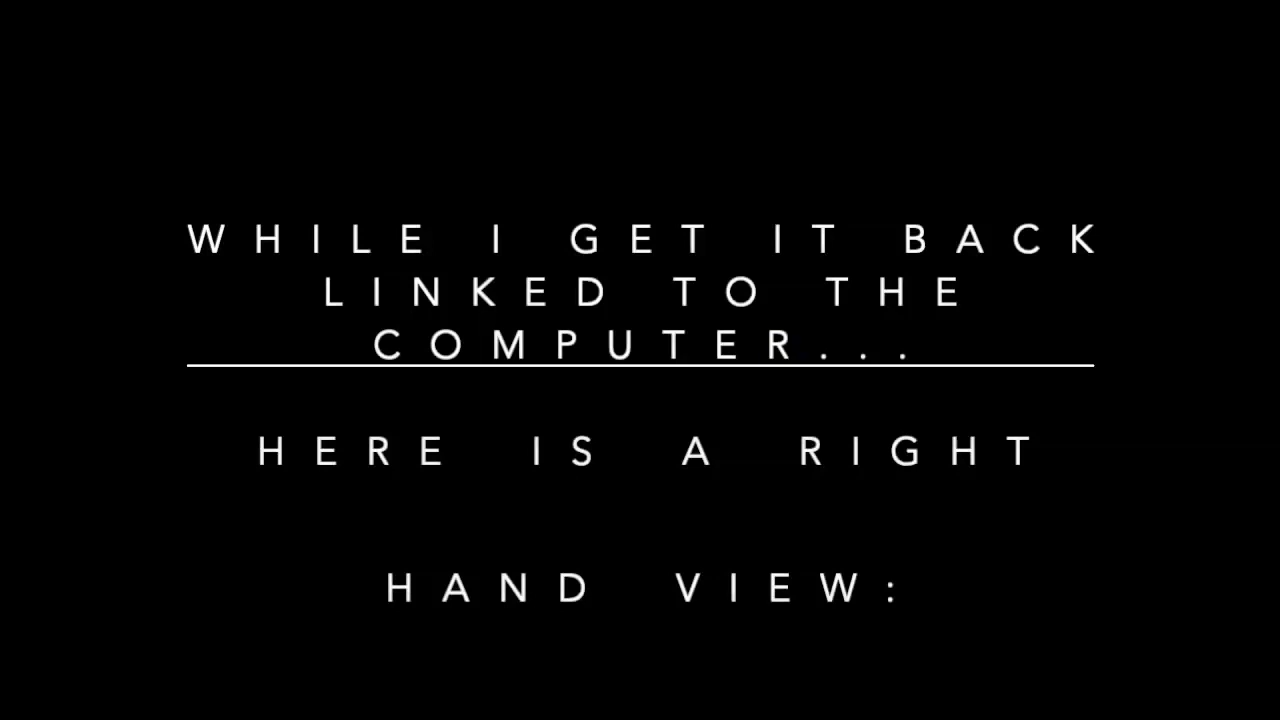 WHILE I GET IT BACK
LINKED TO THE
COMPUTER...
HERE IS A RIGHT
HAND VIEW: